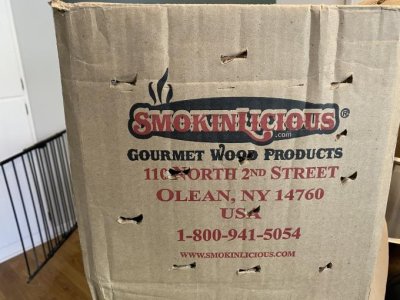 SMOKINLICIOUS®
.com
GOURMET WOOD PRODUCTS
110 NORTH 2ND STREET
OLEAN, NY 14760
USA
1-800-941-5054
WWW.SMOKINLICIOUS.COM